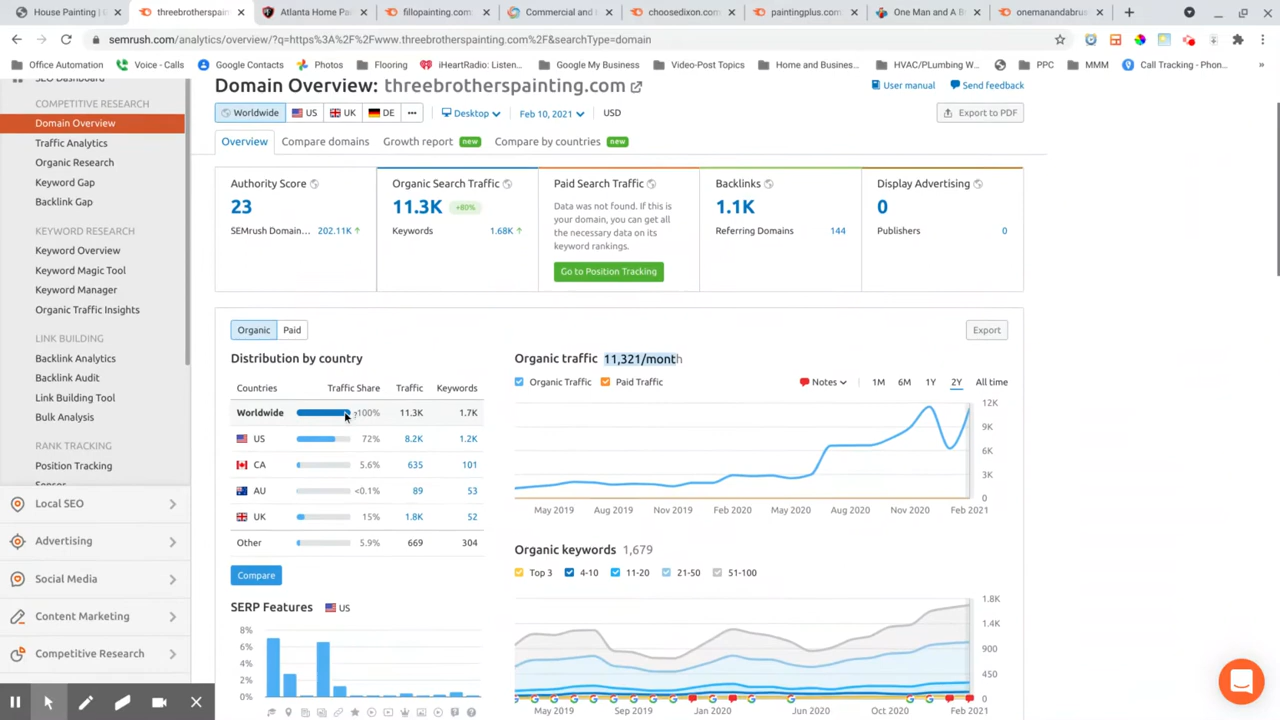 House Painting | G
threebrotherspain
Atlanta Home Pa
fillopainting.com:
Commercial and
choosedixon.com:
paintingplus.com
One Man and A B
onemanandabrus
semrush.com/analytics/overview/?q=https%3A%2F%2Fwww.threebrotherspainting.com%2F&searchType=domain
Office Automation
Voice - Calls
Google Contacts
Photos
Flooring
iHeartRadio: Listen...
Google My Business
Video-Post Topics
Home and Busines...
HVAC/PLumbing W...
PPC
MMM
Call Tracking - Phon...
»
SEO Dashboard
COMPETITIVE RESEARCH
Domain Overview
Traffic Analytics
Organic Research
Keyword Gap
Backlink Gap
KEYWORD RESEARCH
Keyword Overview
Keyword Magic Tool
Keyword Manager
Organic Traffic Insights
LINK BUILDING
Backlink Analytics
Backlink Audit
Link Building Tool
Bulk Analysis
RANK TRACKING
Position Tracking
Sensor
Local SEO
Advertising
Social Media
Content Marketing
Competitive Research
Domain Overview: threebrotherspainting.com
User manual
Send feedback
Worldwide
US
UK
DE
...
Desktop
Feb 10, 2021
USD
Export to PDF
Overview
Compare domains
Growth report new
Compare by countries new
Authority Score
23
SEMrush Domain... 202.11K ↑
Organic Search Traffic
11.3K +80%
Keywords 1.68K ↑
Paid Search Traffic
Data was not found. If this is
your domain, you can get all
the necessary data on its
keyword rankings.
Go to Position Tracking
Backlinks
1.1K
Referring Domains 144
Display Advertising
0
Publishers 0
Organic
Paid
Export
Distribution by country
Countries Traffic Share Traffic Keywords
Worldwide 100% 11.3K 1.7K
US 72% 8.2K 1.2K
CA 5.6% 635 101
AU <0.1% 89 53
UK 15% 1.8K 52
Other 5.9% 669 304
Compare
SERP Features US
8%
6%
4%
2%
0%
Organic traffic 11,321/month
Organic Traffic
Paid Traffic
Notes
1M 6M 1Y 2Y All time
12K
9K
6K
3K
0
May 2019 Aug 2019 Nov 2019 Feb 2020 May 2020 Aug 2020 Nov 2020 Feb 2021
Organic keywords 1,679
Top 3 4-10 11-20 21-50 51-100
1.8K
1.4K
900
450
0
May 2019 Sep 2019 Jan 2020 Jun 2020 Oct 2020 Feb 2021